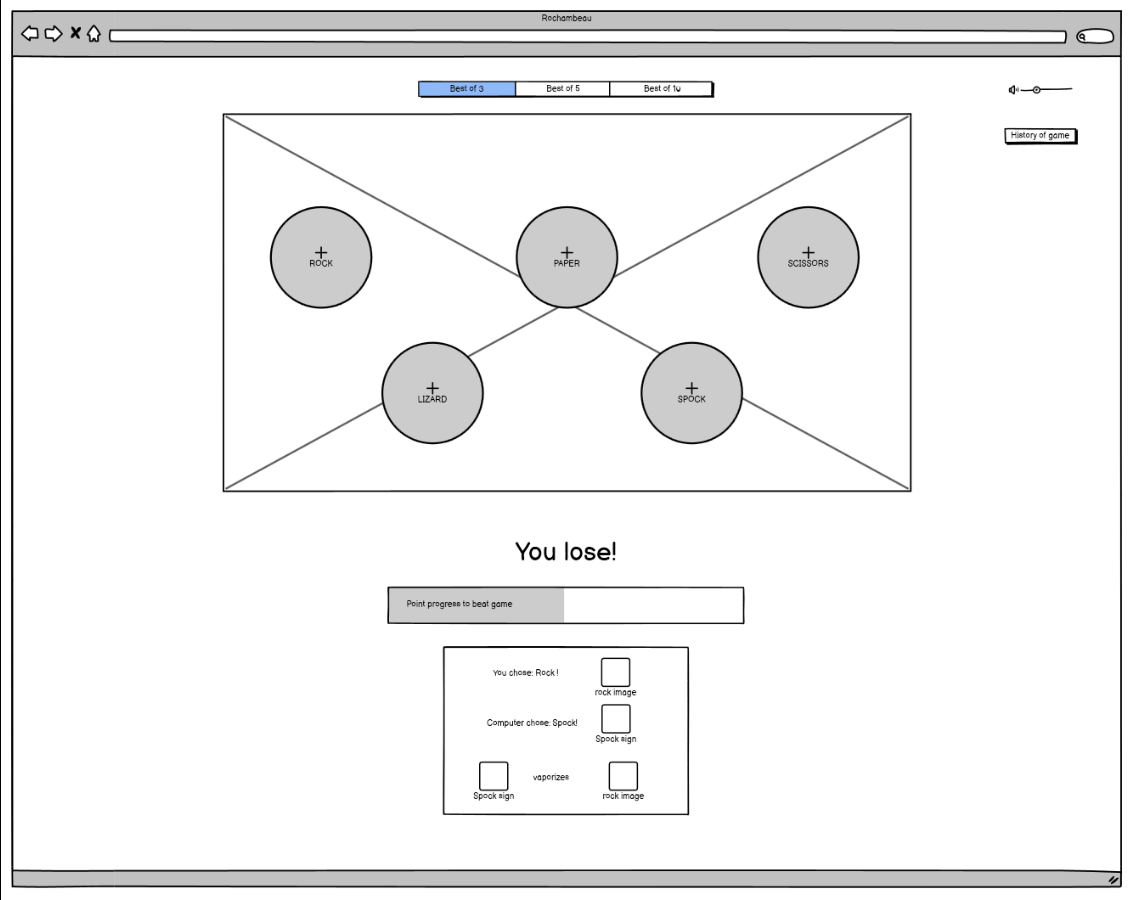 Rochambeau
Best of 3
Best of 5
Best of 10
History of game
ROCK
PAPER
SCISSORS
LIZARD
SPOCK
You lose!
Point progress to beat game
You chose: Rock!
rock image
Computer chose: Spock!
Spock sign
vaporizes
Spock sign
rock image